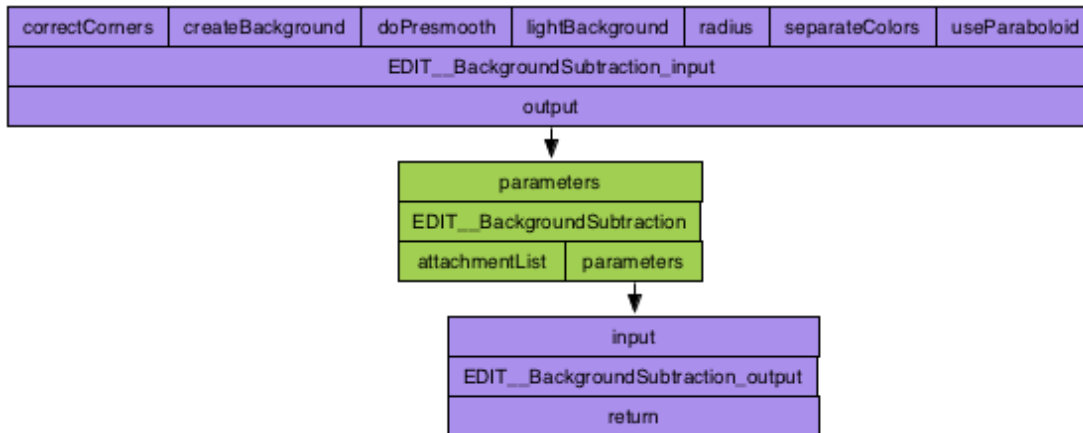 correctCorners createBackground doPresmooth lightBackground radius separateColors useParaboloid
EDIT__BackgroundSubtraction_input
output
parameters
EDIT__BackgroundSubtraction
attachmentList parameters
input
EDIT__BackgroundSubtraction_output
return